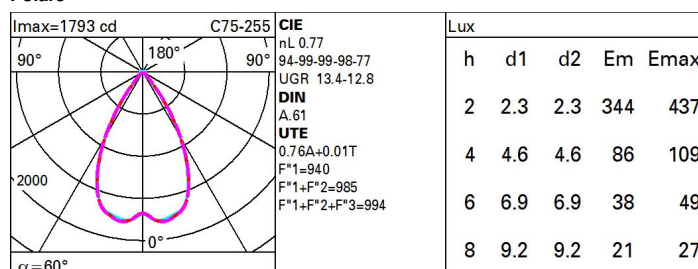 Imax=1793 cd C75-255
90° 180° 90°
2000
0°
α=60°
CIE
nL 0.77
94-99-99-98-77
UGR 13.4-12.8
DIN
A.61
UTE
0.76A+0.01T
F"1=940
F"1+F"2=985
F"1+F"2+F"3=994
Lux
h d1 d2 Em Emax
2 2.3 2.3 344 437
4 4.6 4.6 86 109
6 6.9 6.9 38 49
8 9.2 9.2 21 27